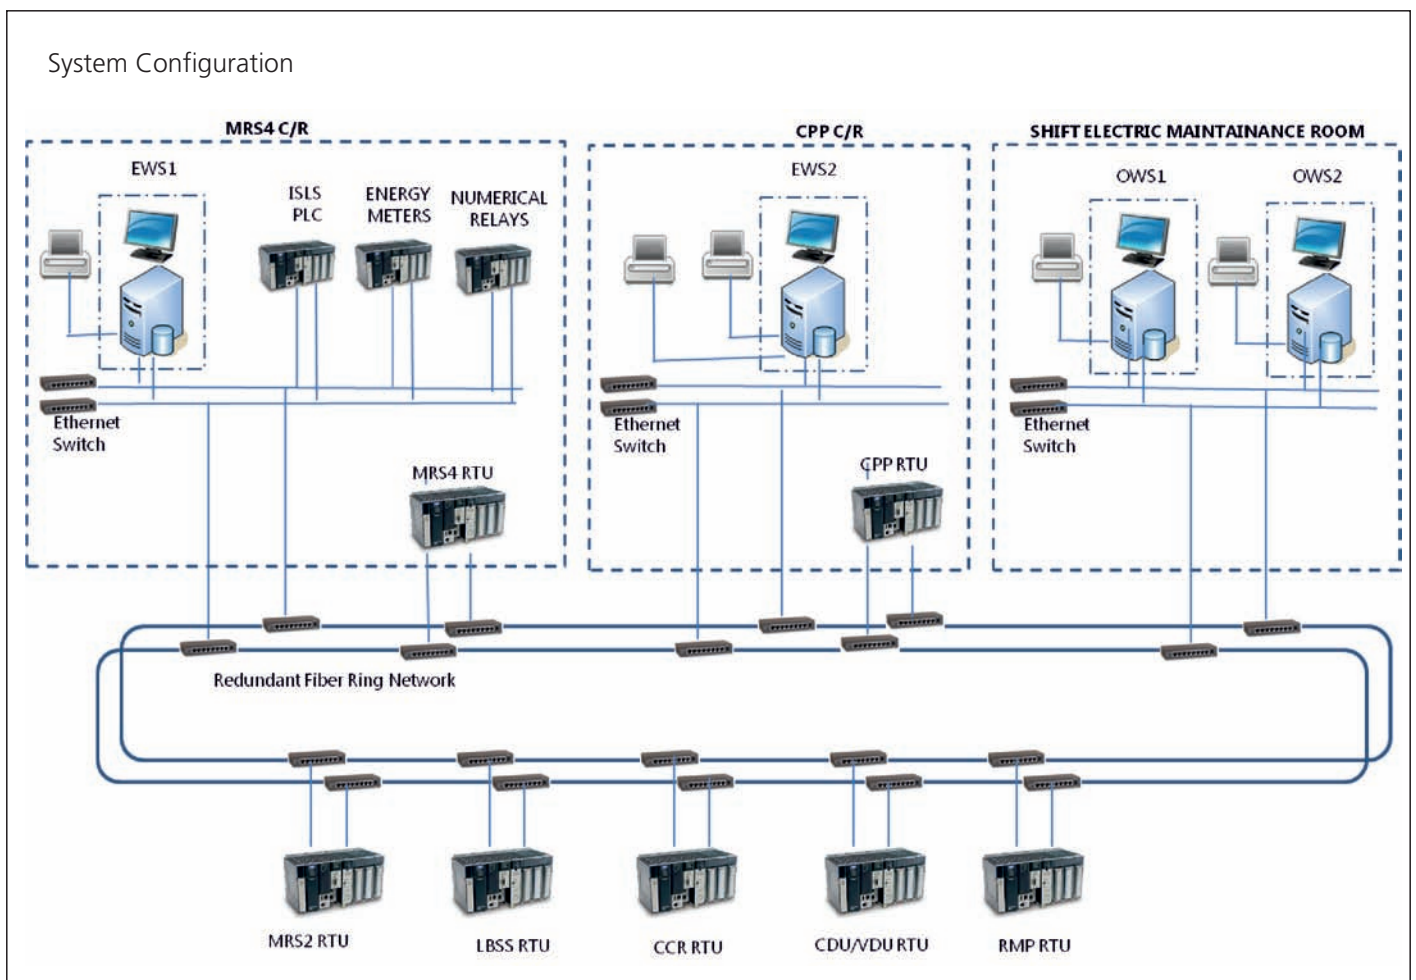 System Configuration
MRS4 C/R
CPP C/R
SHIFT ELECTRIC MAINTAINANCE ROOM
EWS1
ISLS
PLC
ENERGY
METERS
NUMERICAL
RELAYS
EWS2
OWS1
OWS2
Ethernet
Switch
Ethernet
Switch
Ethernet
Switch
MRS4 RTU
CPP RTU
Redundant Fiber Ring Network
MRS2 RTU
LBSS RTU
CCR RTU
CDU/VDU RTU
RMP RTU